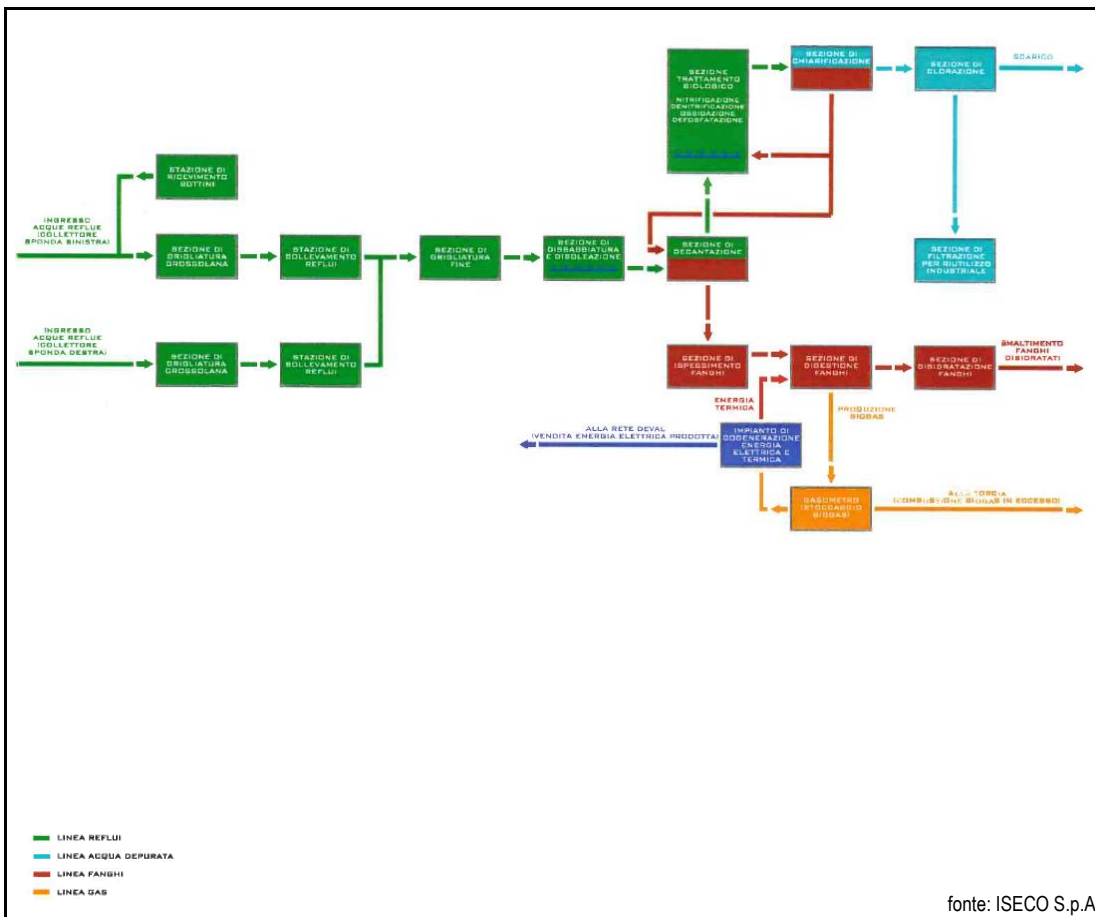 SEZIONE
TRATTAMENTO
BIOLOGICO
NITRIFICAZIONE
DENITRIFICAZIONE
OSSIDAZIONE
DEFOSFATAZIONE
SEZIONE DI
CHIARIFICAZIONE
SEZIONE DI
CLORAZIONE
SCARICO
STAZIONE DI
RICEVIMENTO
BOTTINI
INGRESSO
ACQUE REFLUE
(COLLETTORE
SPONDA SINISTRA)
SEZIONE DI
GRIGLIATURA
GROSSOLANA
STAZIONE DI
SOLLEVAMENTO
REFLUI
SEZIONE DI
GRIGLIATURA
FINE
SEZIONE DI
DISSABBIATURA
E DISOLEAZIONE
SEZIONE DI
DECANTAZIONE
SEZIONE DI
FILTRAZIONE
PER RIUTILIZZO
INDUSTRIALE
INGRESSO
ACQUE REFLUE
(COLLETTORE
SPONDA DESTRA)
SEZIONE DI
GRIGLIATURA
GROSSOLANA
STAZIONE DI
SOLLEVAMENTO
REFLUI
SEZIONE DI
ISPESSIMENTO
FANGHI
SEZIONE DI
DIGESTIONE
FANGHI
SEZIONE DI
DISIDRATAZIONE
FANGHI
SMALTIMENTO
FANGHI
DISIDRATATI
ENERGIA
TERMICA
PRODUZIONE
BIOGAS
ALLA RETE DEVAL
(VENDITA ENERGIA ELETTRICA PRODOTTA)
IMPIANTO DI
COGENERAZIONE
ENERGIA
ELETTRICA E
TERMICA
GASOMETRO
(STOCCAGGIO
BIOGAS)
ALLA TORCIA
(COMBUSTIONE BIOGAS IN ECCESSO)
LINEA REFLUI
LINEA ACQUA DEPURATA
LINEA FANGHI
LINEA GAS
fonte: ISECO S.p.A